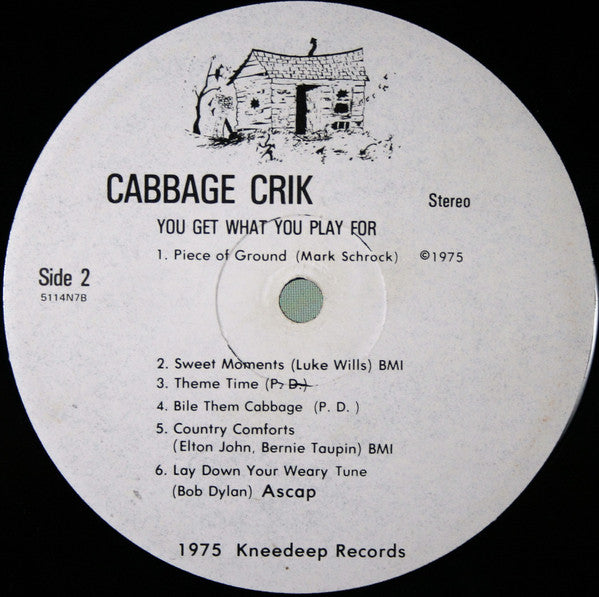 CABBAGE CRIK
Stereo
YOU GET WHAT YOU PLAY FOR
1. Piece of Ground (Mark Schrock) ©1975
Side 2
5114N7B
2. Sweet Moments (Luke Wills) BMI
3. Theme Time (P. D.)
4. Bile Them Cabbage (P. D. )
5. Country Comforts
(Elton John, Bernie Taupin) BMI
6. Lay Down Your Weary Tune
(Bob Dylan) Ascap
1975 Kneedeep Records